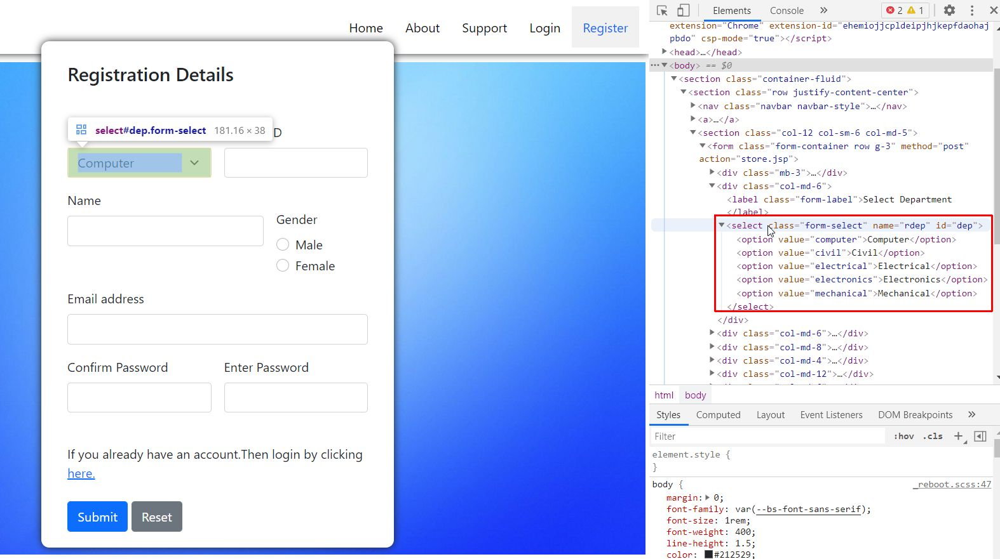 Home About Support Login Register
Registration Details
select#dep.form-select 181.16 × 38
D
Computer
Name
Gender
Male
Female
Email address
Confirm Password Enter Password
If you already have an account.Then login by clicking
here.
Submit Reset
Elements Console » 2 1
extension="Chrome" extension-id="ehemiojjcpldeipjhjkepfdaohaj
pbdo" csp-mode="true"></script>
<head>…</head>
<body> == $0
<section class="container-fluid">
<section class="row justify-content-center">
<nav class="navbar navbar-style">…</nav>
<a>…</a>
<section class="col-12 col-sm-6 col-md-5">
<form class="form-container row g-3" method="post"
action="store.jsp">
<div class="mb-3">…</div>
<div class="col-md-6">
<label class="form-label">Select Department
</label>
<select class="form-select" name="rdep" id="dep">
<option value="computer">Computer</option>
<option value="civil">Civil</option>
<option value="electrical">Electrical</option>
<option value="electronics">Electronics</option>
<option value="mechanical">Mechanical</option>
</select>
</div>
<div class="col-md-6">…</div>
<div class="col-md-8">…</div>
<div class="col-md-4">…</div>
<div class="col-md-12">…</div>
html body
Styles Computed Layout Event Listeners DOM Breakpoints »
Filter :hov .cls +
element.style {
}
body { _reboot.scss:47
margin: 0;
font-family: var(--bs-font-sans-serif);
font-size: 1rem;
font-weight: 400;
line-height: 1.5;
color: #212529;